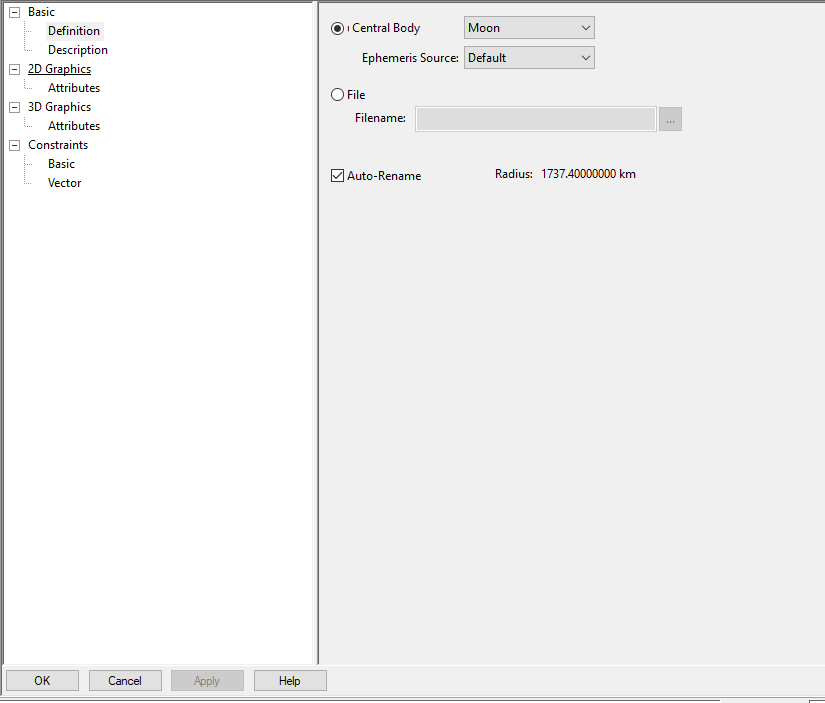 Basic
Definition
Description
2D Graphics
Attributes
3D Graphics
Attributes
Constraints
Basic
Vector
Central Body Moon
Ephemeris Source: Default
File
Filename: ...
Auto-Rename Radius: 1737.40000000 km
OK Cancel Apply Help